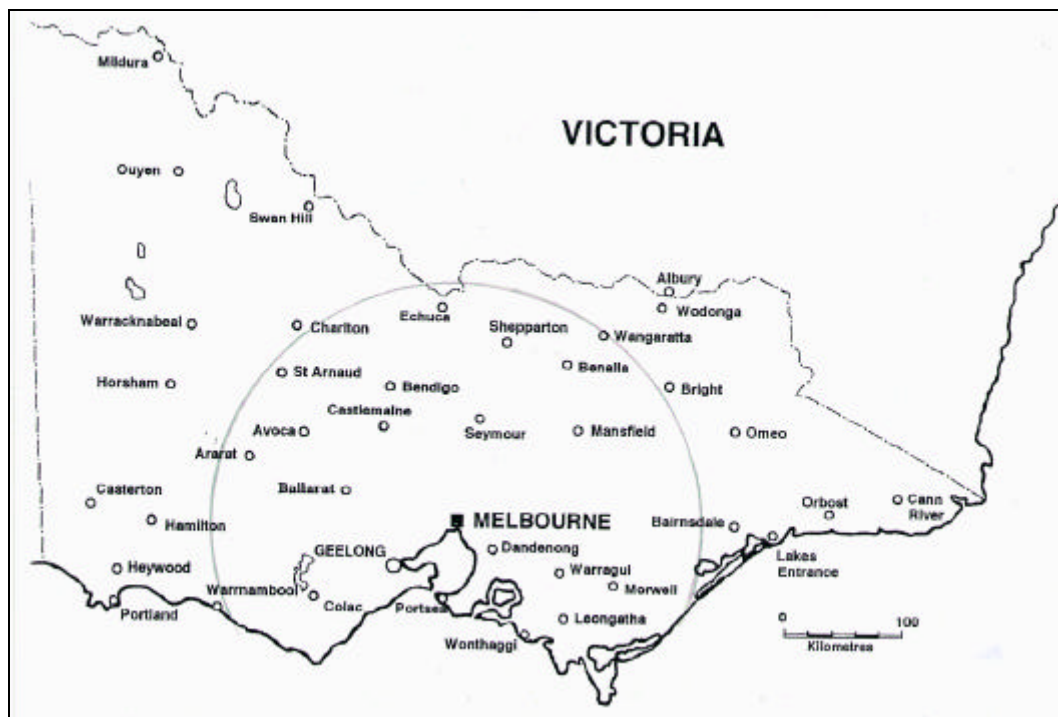 Mildura
VICTORIA
Ouyen
Swan Hill
Albury
Wodonga
Echuca
Warracknabeal
Charlton
Shepparton
Wangaratta
Benalla
St Arnaud
Horsham
Bendigo
Bright
Castlemaine
Avoca
Seymour
Mansfield
Omeo
Ararat
Ballarat
Casterton
Hamilton
MELBOURNE
Bairnsdale
Orbost
Cann
River
GEELONG
Dandenong
Lakes
Entrance
Heywood
Warragul
Morwell
Warrnambool
Colac
Portsea
Portland
Leongatha
Wonthaggi
0
100
Kilometres